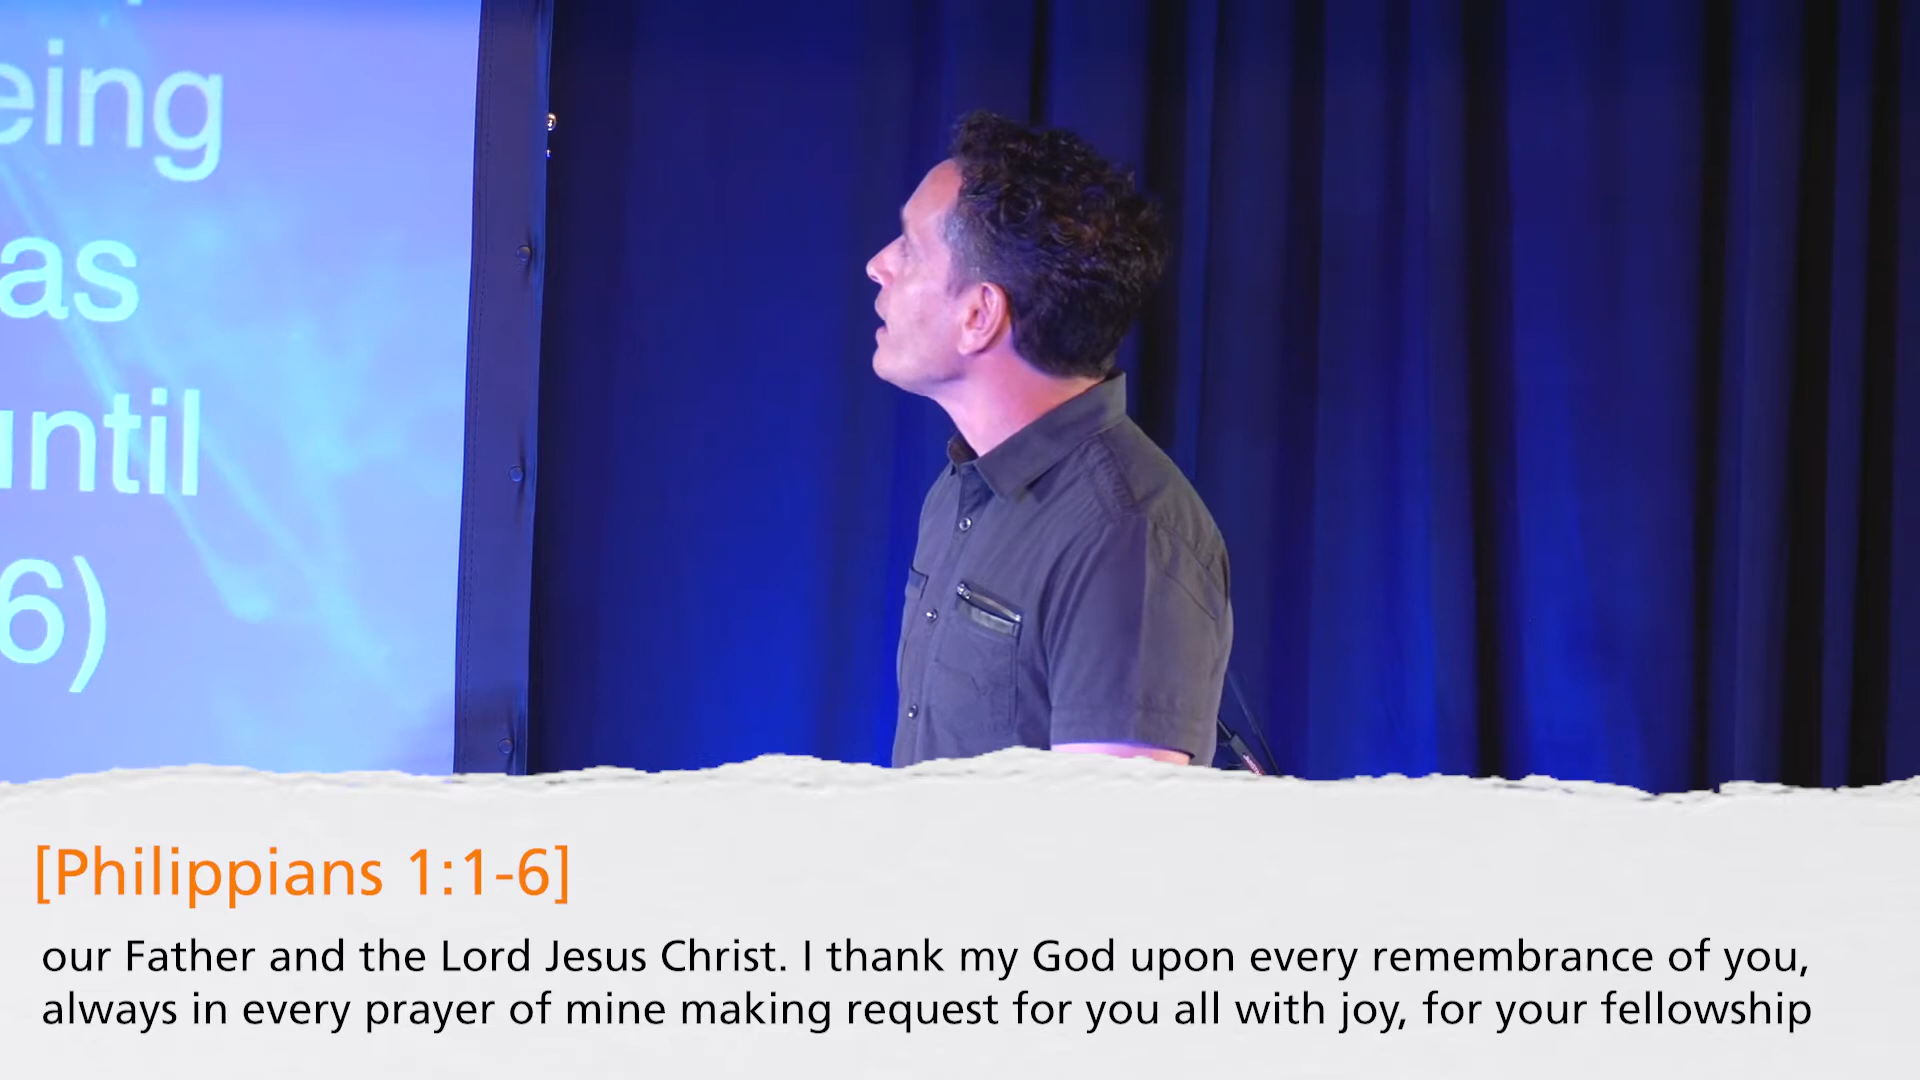 eing
as
until
6)
[Philippians 1:1-6]
our Father and the Lord Jesus Christ. I thank my God upon every remembrance of you,
always in every prayer of mine making request for you all with joy, for your fellowship